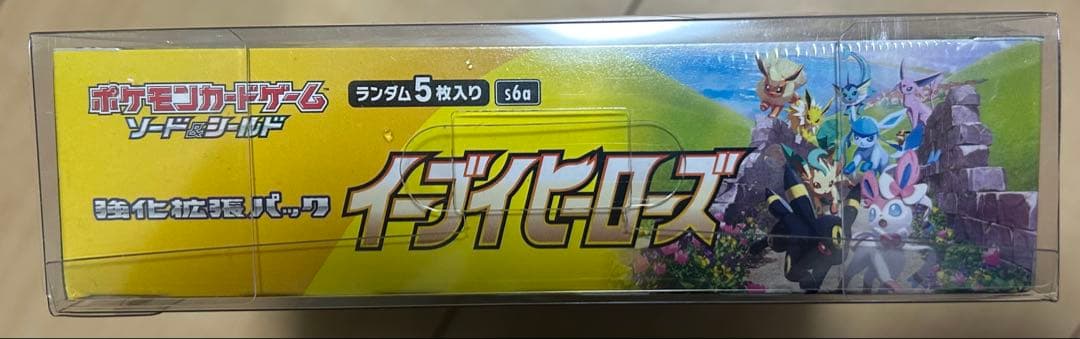 ポケモンカードゲーム
ソード&シールド
ランダム5枚入り s6a
強化拡張パック
イーブイヒーローズ